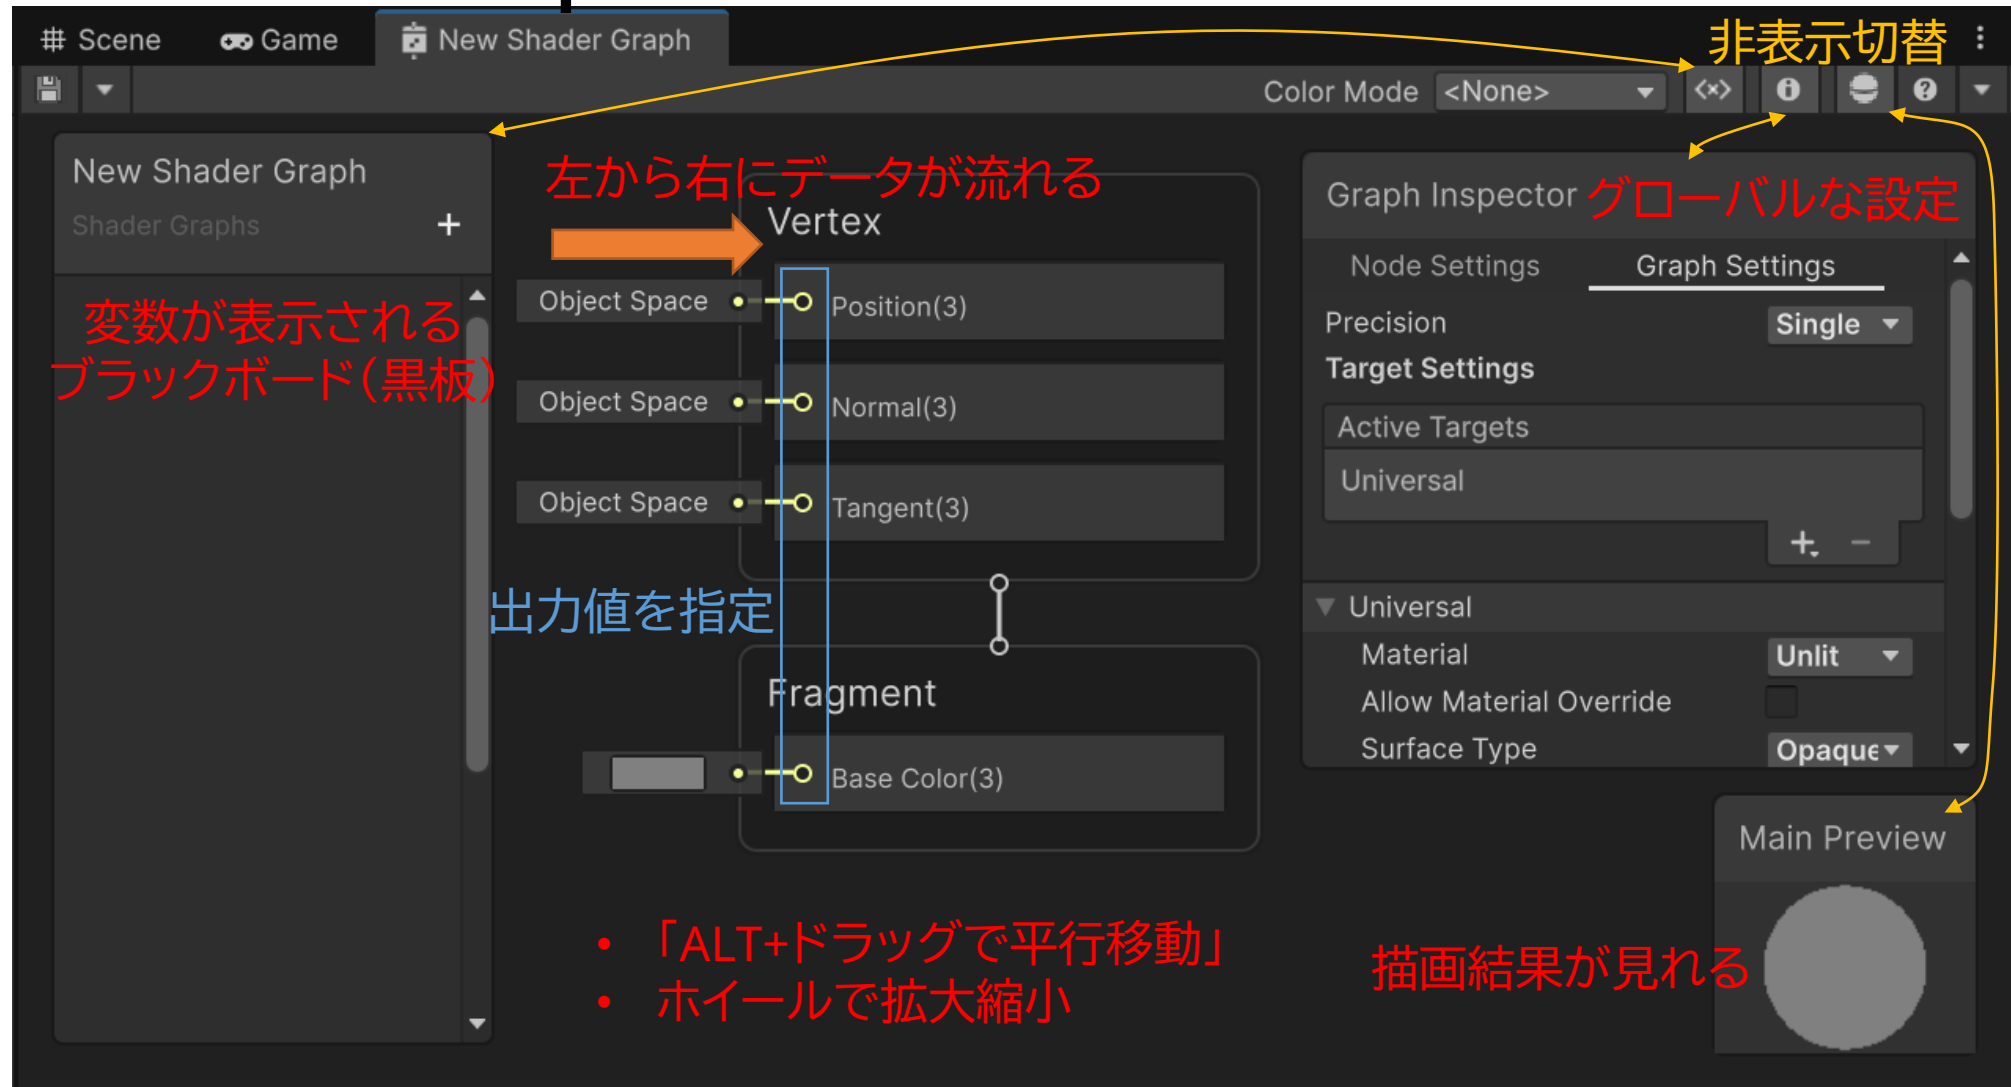 Scene Game New Shader Graph
非表示切替
Color Mode <None>
New Shader Graph
Shader Graphs +
変数が表示される
ブラックボード(黒板)
左から右にデータが流れる
Vertex
Object Space Position(3)
Object Space Normal(3)
Object Space Tangent(3)
出力値を指定
Fragment
Base Color(3)
• 「ALT+ドラッグで平行移動」
• ホイールで拡大縮小
Graph Inspector グローバルな設定
Node Settings Graph Settings
Precision Single
Target Settings
Active Targets
Universal
+ -
Universal
Material Unlit
Allow Material Override
Surface Type Opaque
Main Preview
描画結果が見れる